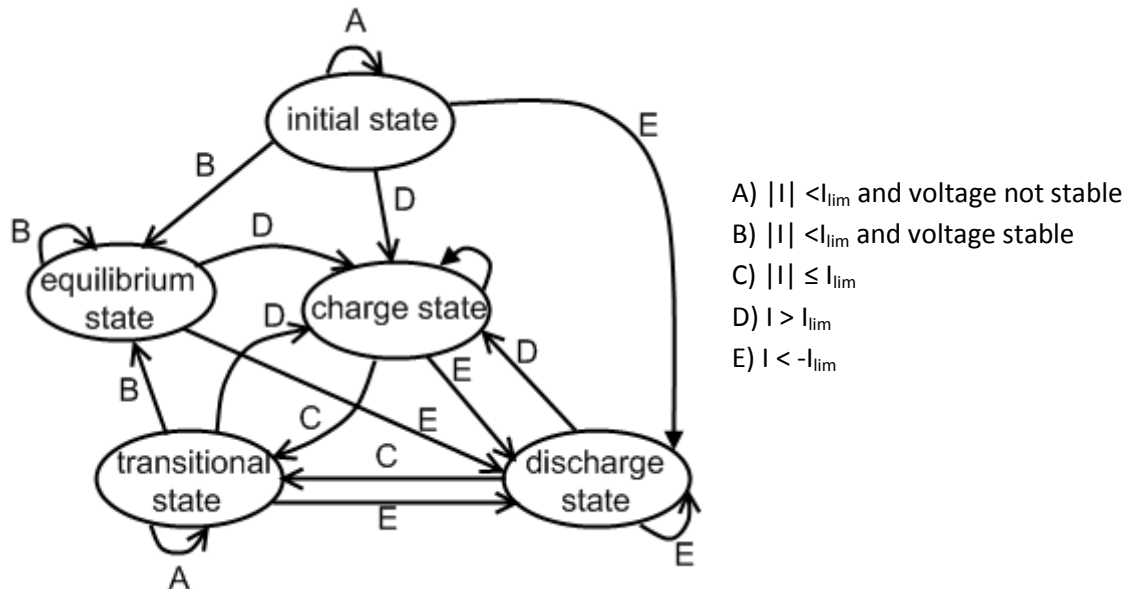 A
initial state
E
B
D
A) |I| <Ilim and voltage not stable
B) |I| <Ilim and voltage stable
C) |I| ≤ Ilim
D) I > Ilim
E) I < -Ilim
B
D
equilibrium
state
charge state
D
D
E
B
C
E
transitional
state
C
discharge
state
E
E
A